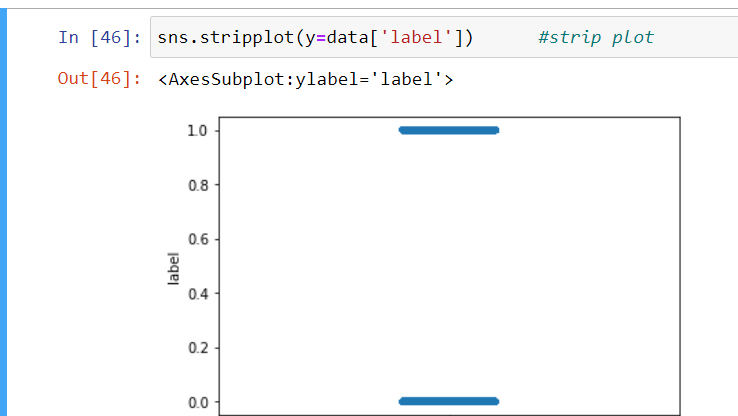 In [46]: sns.stripplot(y=data['label'])      #strip plot
Out[46]: <AxesSubplot:ylabel='label'>
1.0
0.8
0.6
label
0.4
0.2
0.0